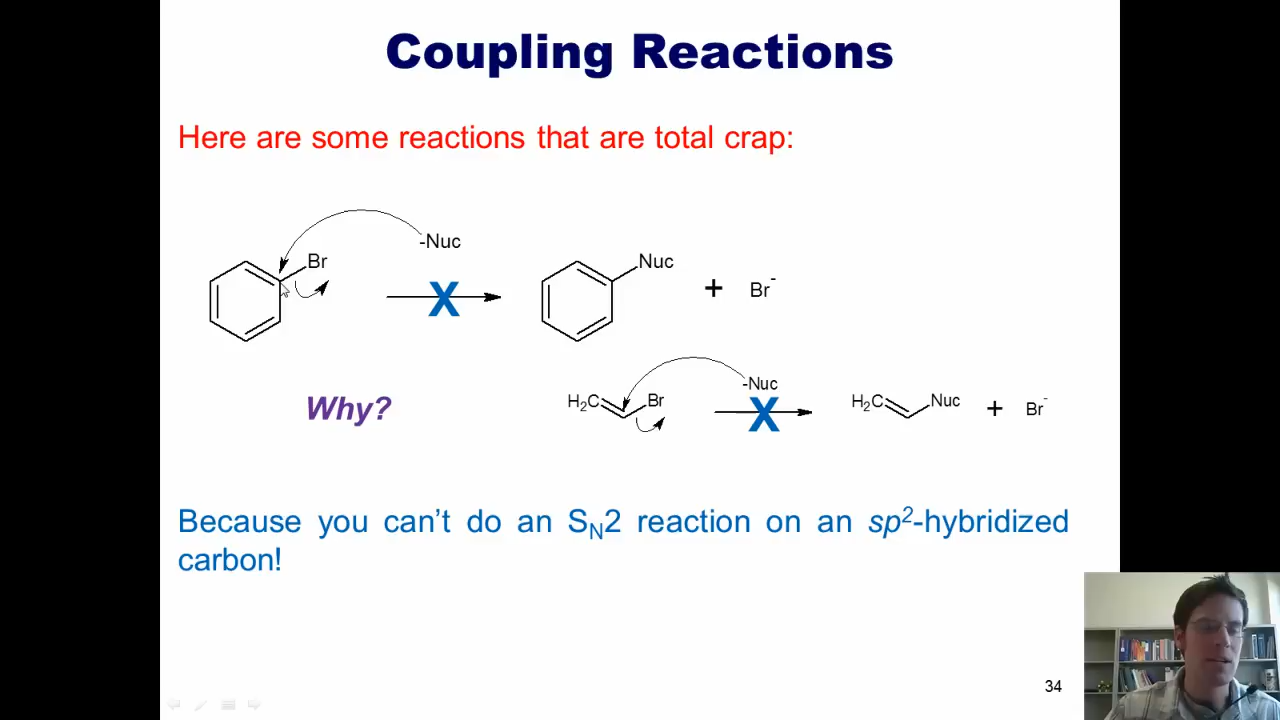 Coupling Reactions
Here are some reactions that are total crap:
Br
-Nuc
X
Nuc
+
Br-
Why?
H2C
Br
-Nuc
X
H2C
Nuc
+
Br-
Because you can't do an SN2 reaction on an sp2-hybridized
carbon!
34